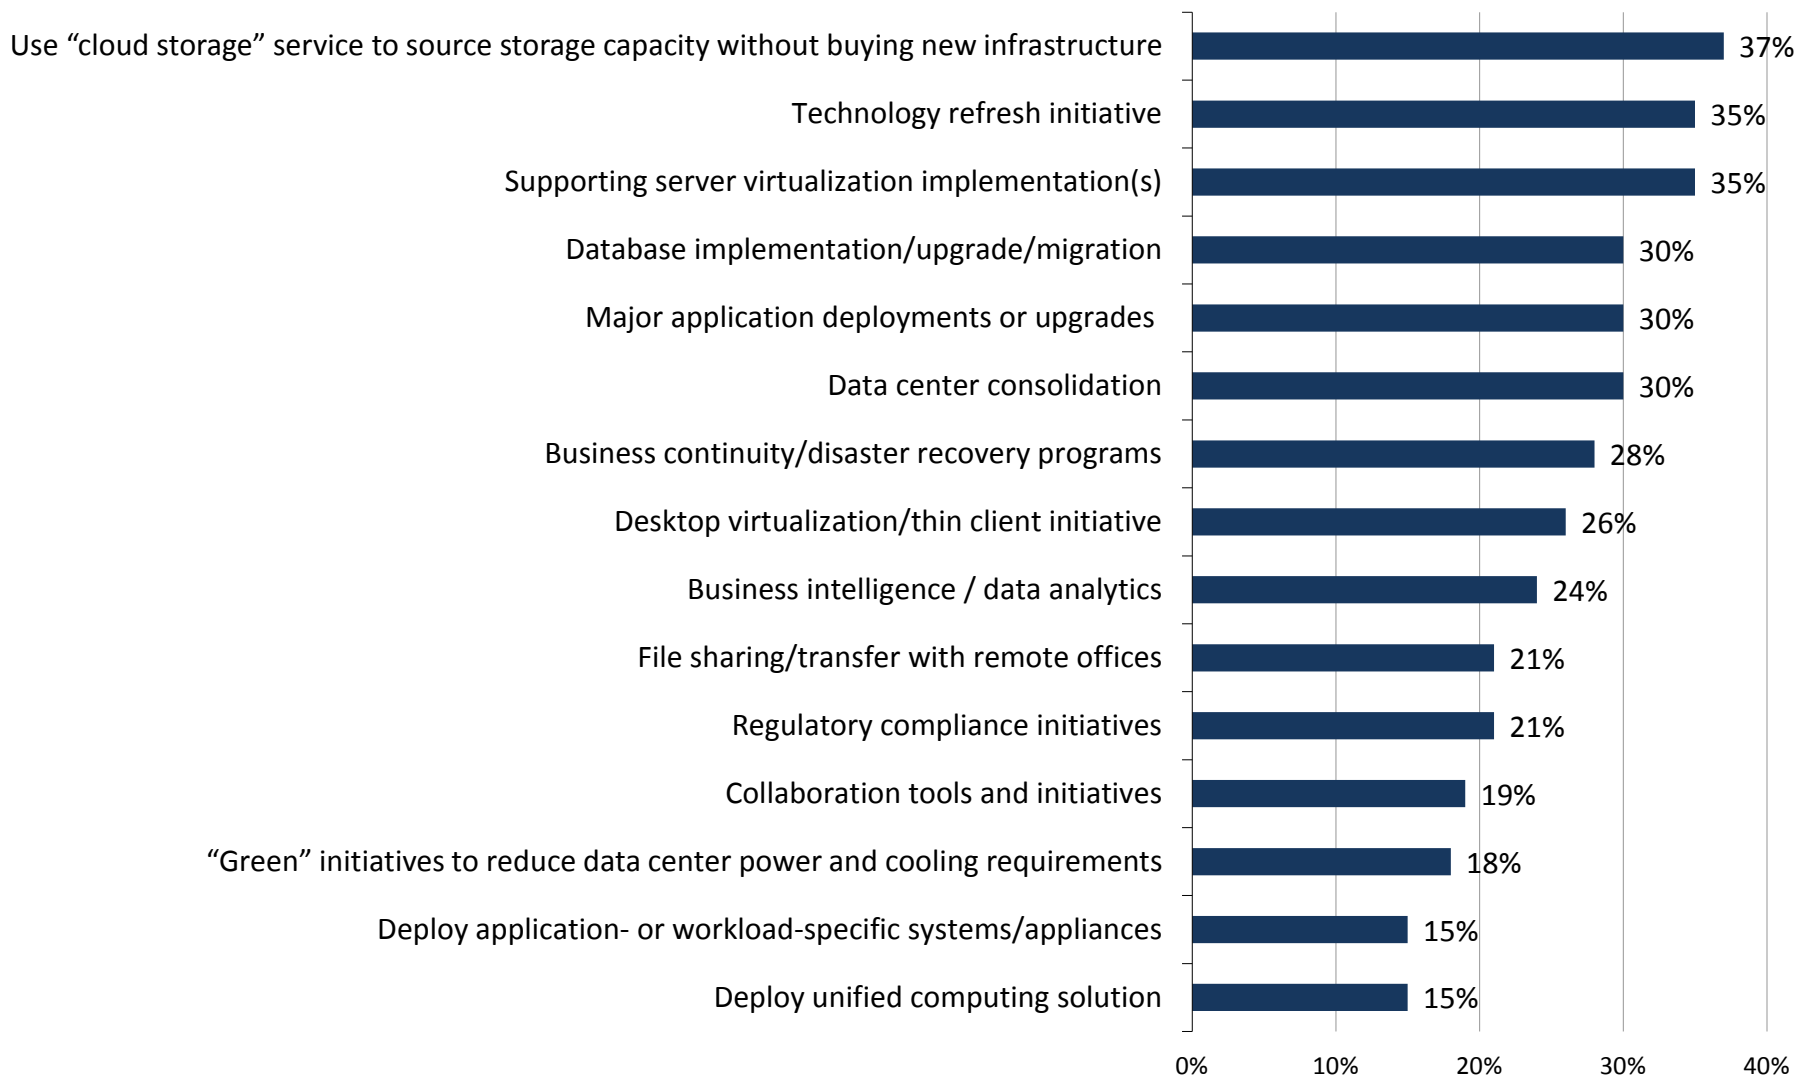 Use “cloud storage” service to source storage capacity without buying new infrastructure 37%
Technology refresh initiative 35%
Supporting server virtualization implementation(s) 35%
Database implementation/upgrade/migration 30%
Major application deployments or upgrades 30%
Data center consolidation 30%
Business continuity/disaster recovery programs 28%
Desktop virtualization/thin client initiative 26%
Business intelligence / data analytics 24%
File sharing/transfer with remote offices 21%
Regulatory compliance initiatives 21%
Collaboration tools and initiatives 19%
“Green” initiatives to reduce data center power and cooling requirements 18%
Deploy application- or workload-specific systems/appliances 15%
Deploy unified computing solution 15%
0% 10% 20% 30% 40%